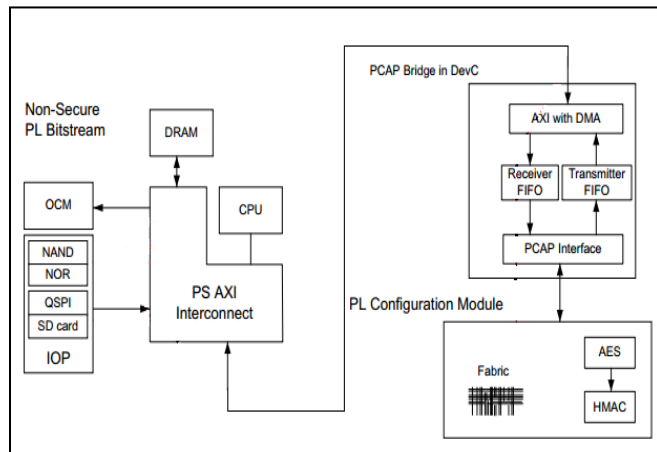 Non-Secure
PL Bitstream
DRAM
OCM
CPU
NAND
NOR
QSPI
SD card
IOP
PS AXI
Interconnect
PCAP Bridge in DevC
AXI with DMA
Receiver
FIFO
Transmitter
FIFO
PCAP Interface
PL Configuration Module
Fabric
AES
HMAC